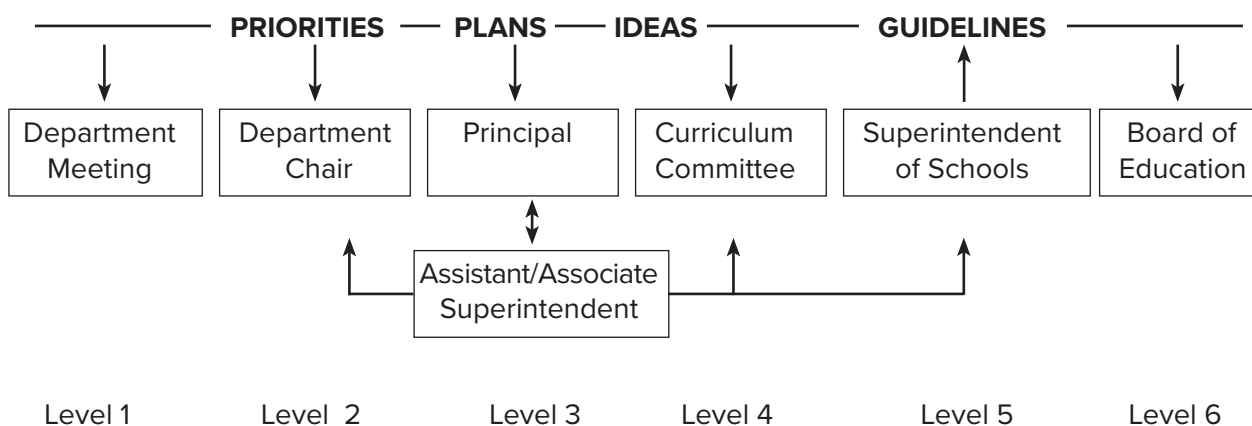 PRIORITIES PLANS IDEAS GUIDELINES
Department
Meeting
Department
Chair
Principal
Curriculum
Committee
Superintendent
of Schools
Board of
Education
Assistant/Associate
Superintendent
Level 1
Level 2
Level 3
Level 4
Level 5
Level 6